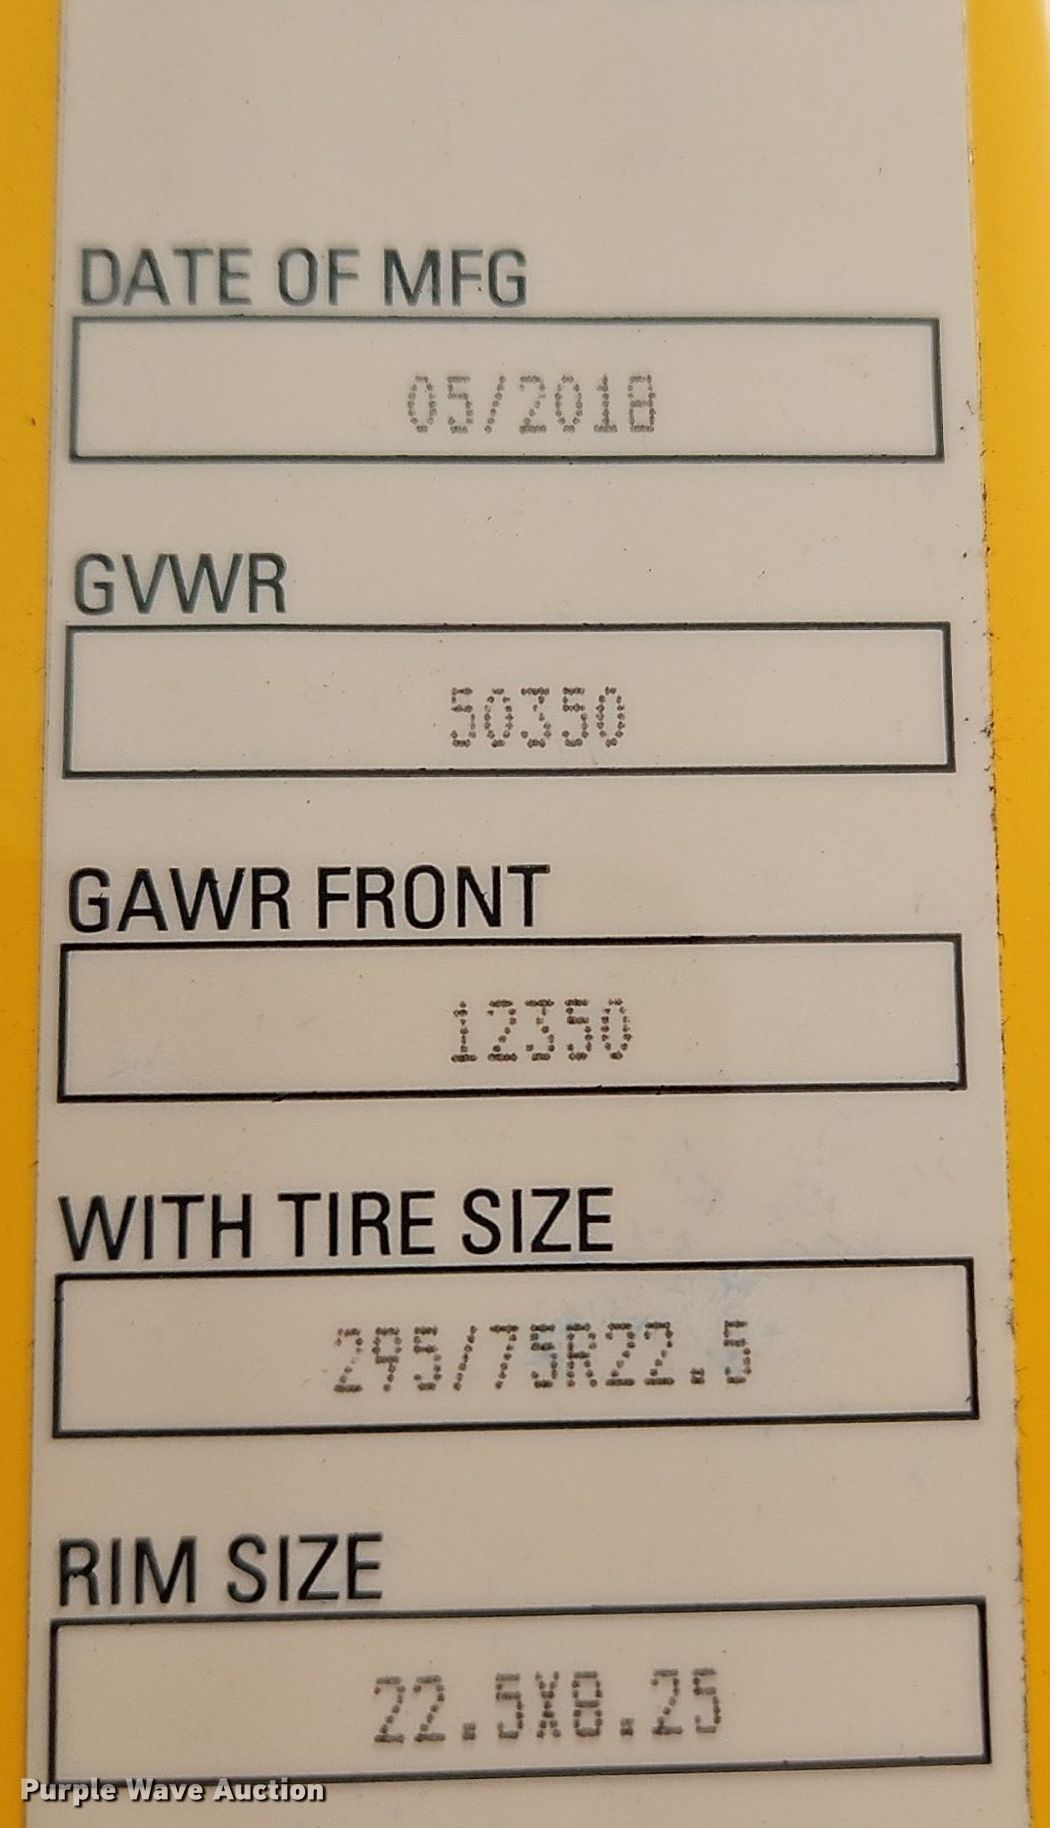 DATE OF MFG
05/2018
GVWR
50350
GAWR FRONT
12350
WITH TIRE SIZE
295/75R22.5
RIM SIZE
22.5X8.25
Purple Wave Auction